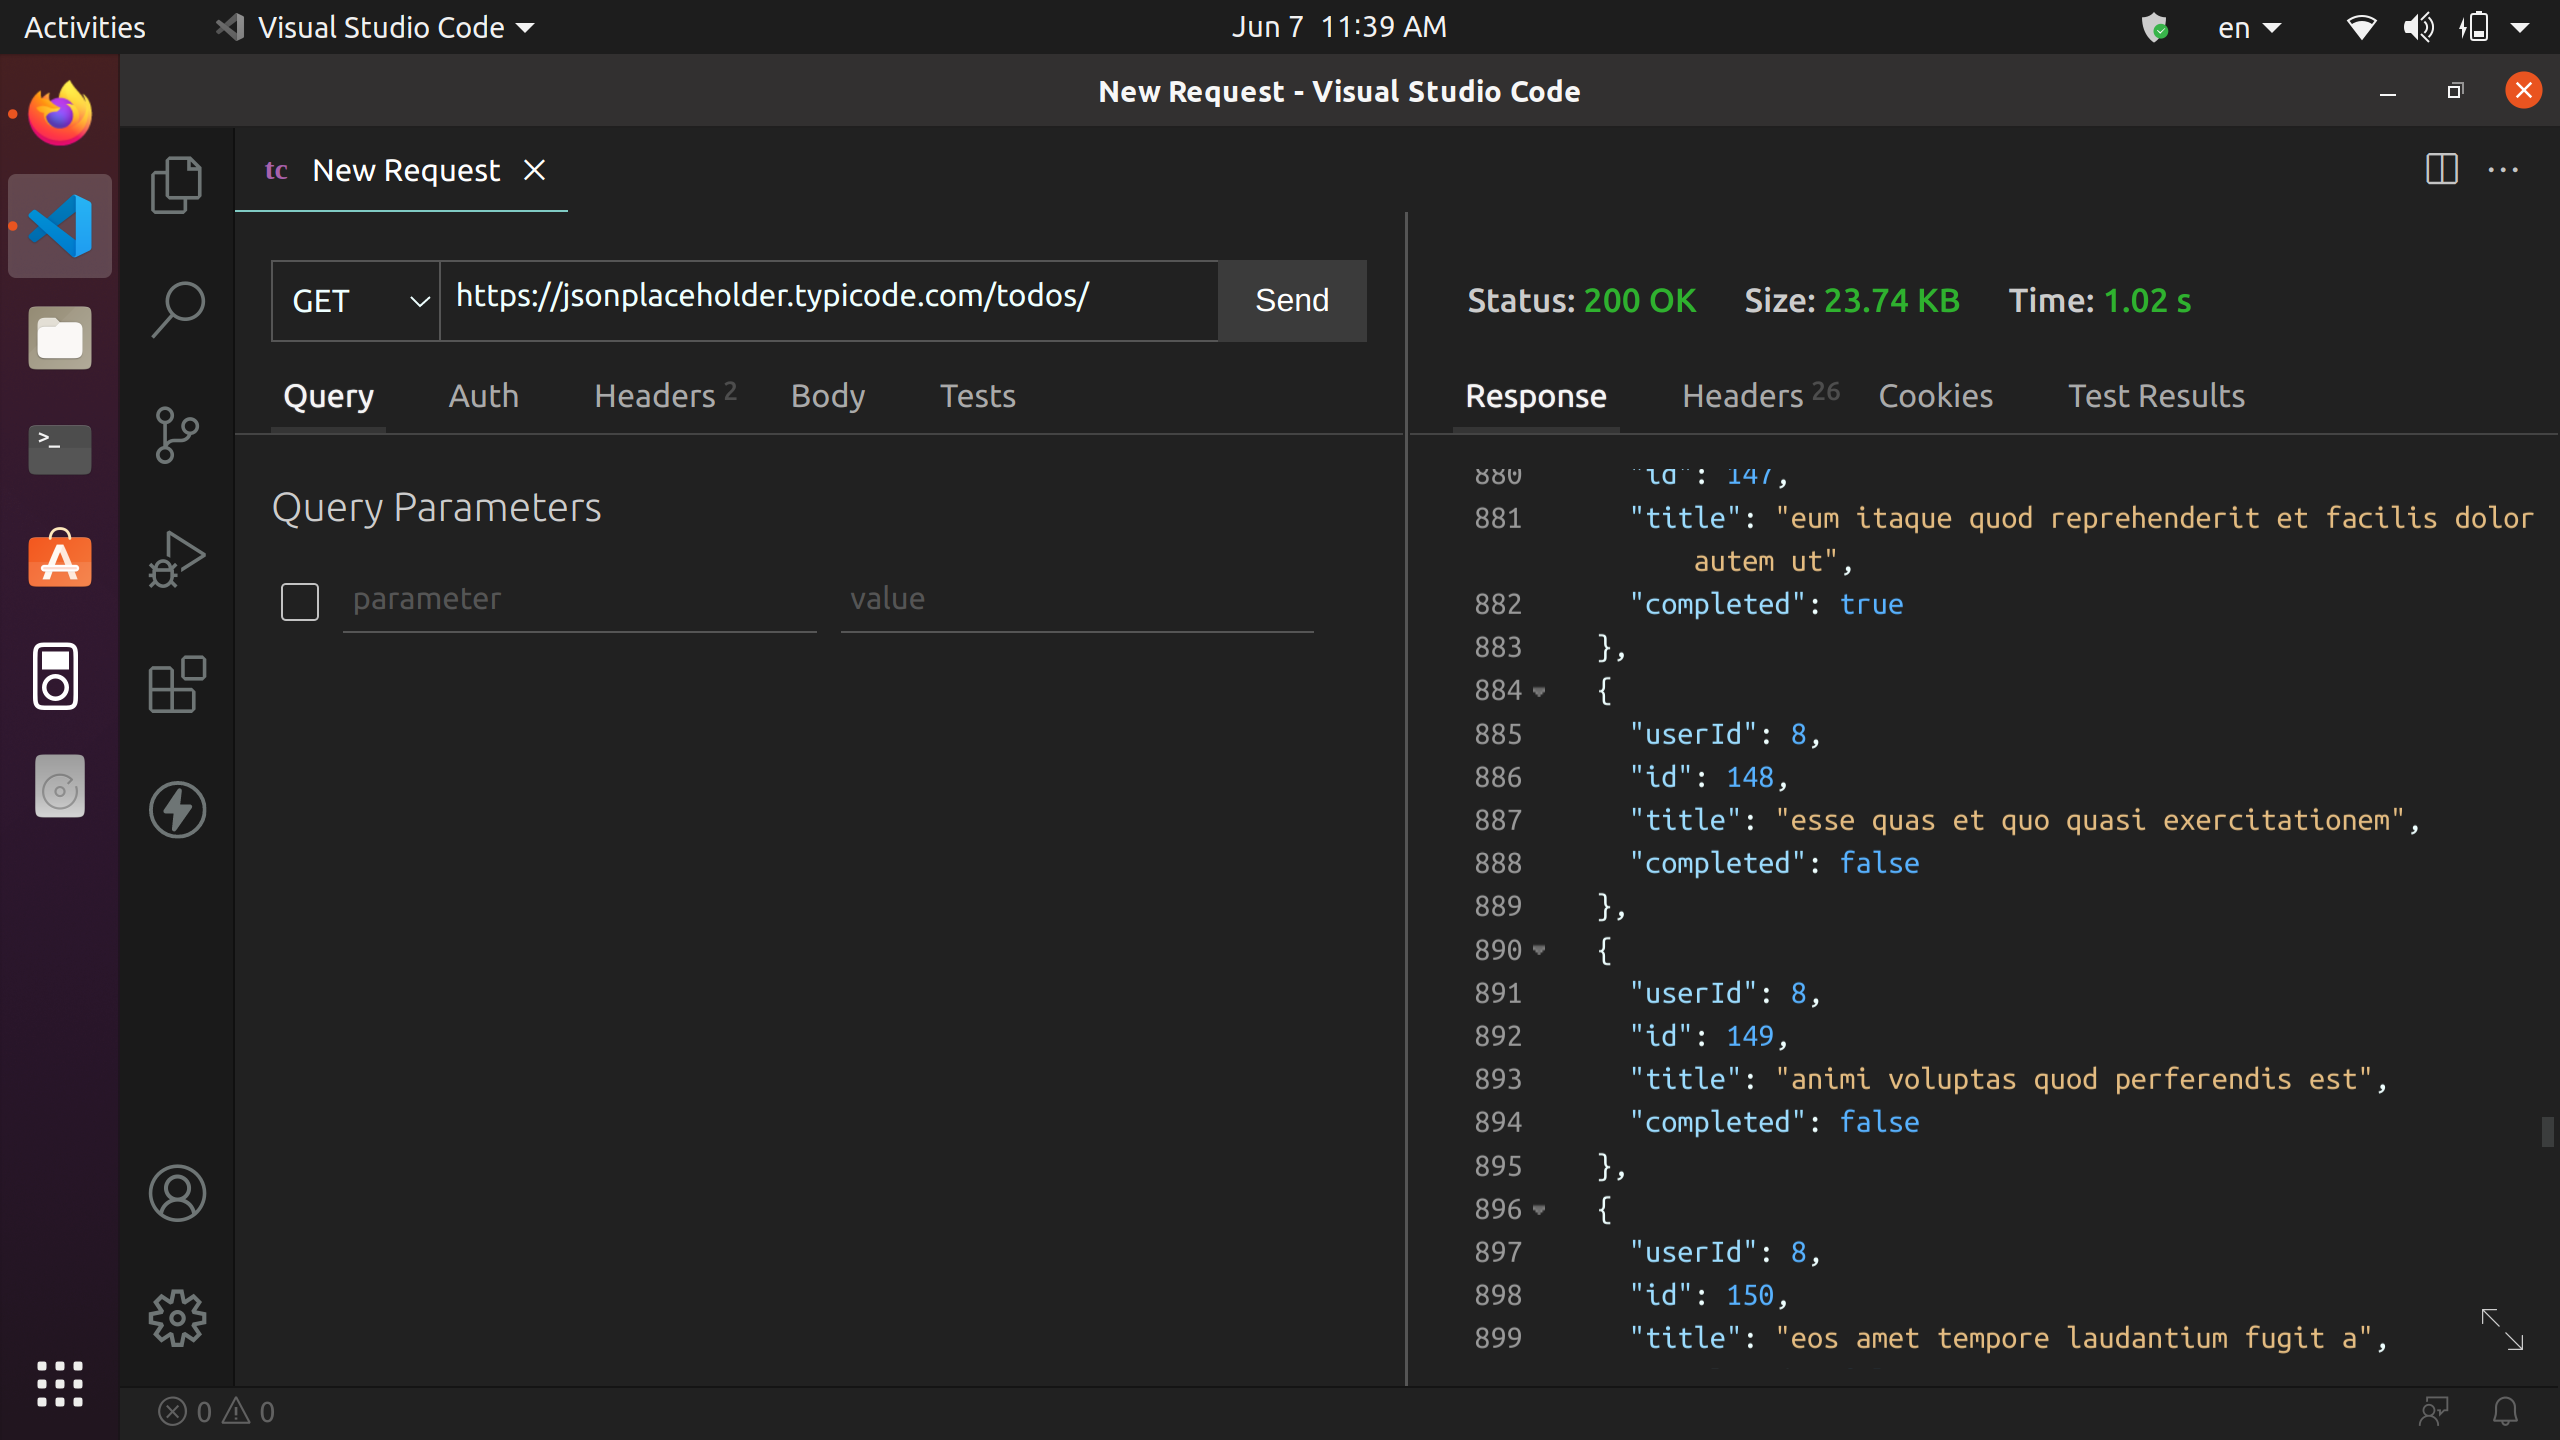 Activities
Visual Studio Code
Jun 7 11:39 AM
en
New Request - Visual Studio Code
tc New Request
GET
https://jsonplaceholder.typicode.com/todos/
Send
Query
Auth
Headers 2
Body
Tests
Query Parameters
parameter
value
Status: 200 OK
Size: 23.74 KB
Time: 1.02 s
Response
Headers 26
Cookies
Test Results
880 "id": 147,
881 "title": "eum itaque quod reprehenderit et facilis dolor
autem ut",
882 "completed": true
883 },
884 {
885 "userId": 8,
886 "id": 148,
887 "title": "esse quas et quo quasi exercitationem",
888 "completed": false
889 },
890 {
891 "userId": 8,
892 "id": 149,
893 "title": "animi voluptas quod perferendis est",
894 "completed": false
895 },
896 {
897 "userId": 8,
898 "id": 150,
899 "title": "eos amet tempore laudantium fugit a",
0 0